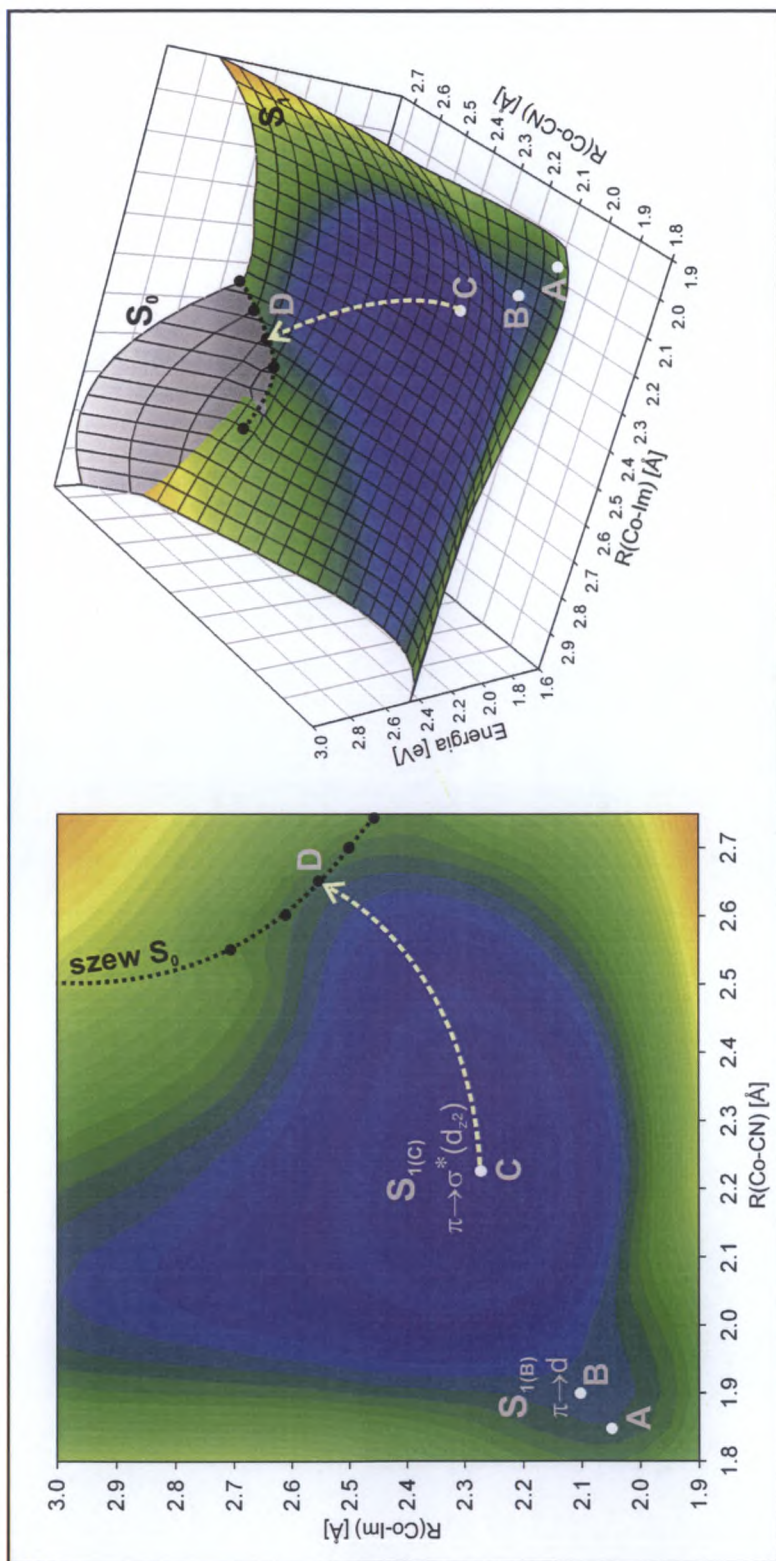 3.0
2.9
2.8
2.7
2.6
2.5
2.4
2.3
2.2
2.1
2.0
1.9
R(Co-Im) [Å]
1.8
1.9
2.0
2.1
2.2
2.3
2.4
2.5
2.6
2.7
R(Co-CN) [Å]
szew S₀
D
S₁₍C₎
π→σ* (d_z²)
C
S₁₍B₎
π→d
B
A
3.0
2.8
2.6
2.4
2.2
2.0
1.8
1.6
Energia [eV]
2.9
2.8
2.7
2.6
2.5
2.4
2.3
2.2
2.1
2.0
1.9
R(Co-Im) [Å]
1.8
1.9
2.0
2.1
2.2
2.3
2.4
2.5
2.6
2.7
R(Co-CN) [Å]
S₀
S₁
D
C
B
A